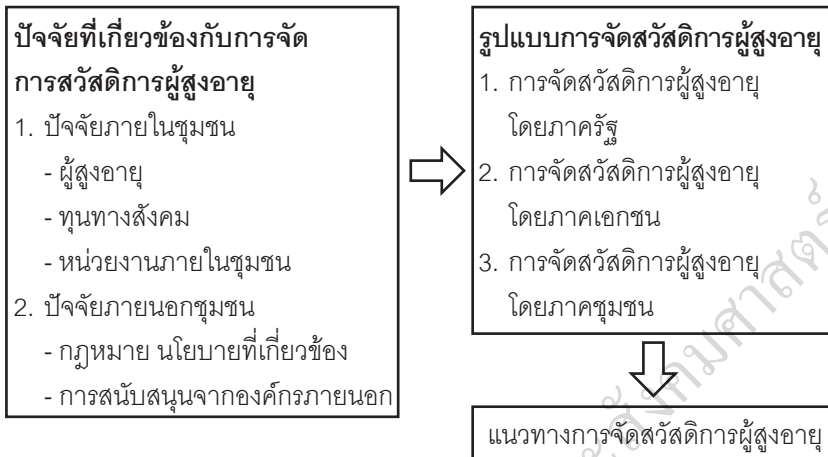 ปัจจัยที่เกี่ยวข้องกับการจัด
การสวัสดิการผู้สูงอายุ
1. ปัจจัยภายในชุมชน
- ผู้สูงอายุ
- ทุนทางสังคม
- หน่วยงานภายในชุมชน
2. ปัจจัยภายนอกชุมชน
- กฎหมาย นโยบายที่เกี่ยวข้อง
- การสนับสนุนจากองค์กรภายนอก
รูปแบบการจัดสวัสดิการผู้สูงอายุ
1. การจัดสวัสดิการผู้สูงอายุ
โดยภาครัฐ
2. การจัดสวัสดิการผู้สูงอายุ
โดยภาคเอกชน
3. การจัดสวัสดิการผู้สูงอายุ
โดยภาคชุมชน
แนวทางการจัดสวัสดิการผู้สูงอายุ